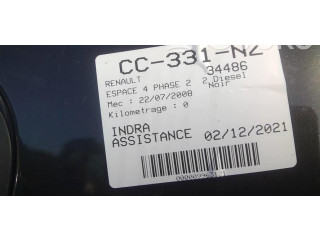 CC-331-NZ
34486
RENAULT
ESPACE 4 PHASE 2 2 Diesel
Mec : 22/07/2008 Noir
Kilometrage : 0
INDRA
ASSISTANCE 02/12/2021